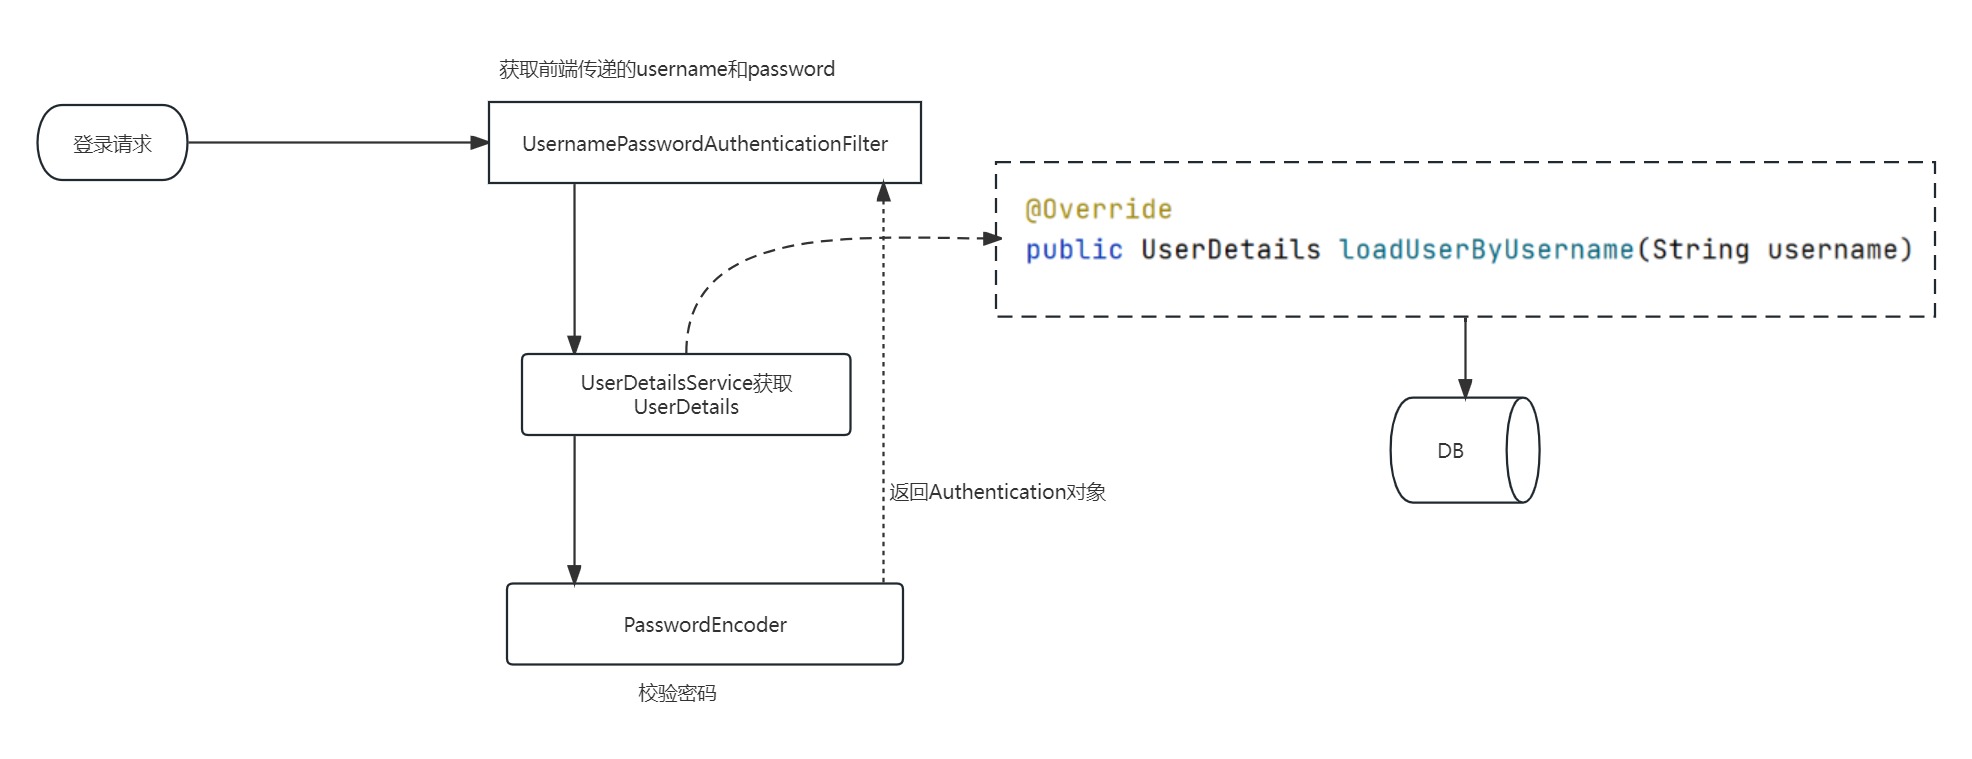 获取前端传递的username和password
登录请求
UsernamePasswordAuthenticationFilter
@Override
public UserDetails loadUserByUsername(String username)
UserDetailsService获取
UserDetails
DB
返回Authentication对象
PasswordEncoder
校验密码